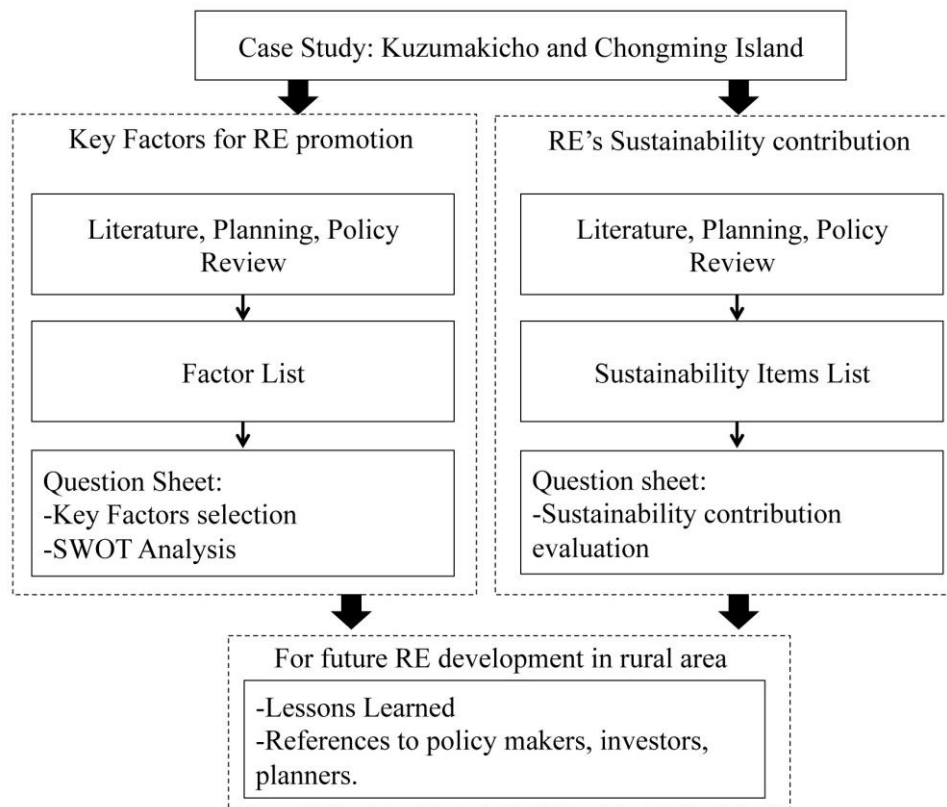 Case Study: Kuzumakicho and Chongming Island
Key Factors for RE promotion
Literature, Planning, Policy
Review
Factor List
Question Sheet:
-Key Factors selection
-SWOT Analysis
RE’s Sustainability contribution
Literature, Planning, Policy
Review
Sustainability Items List
Question sheet:
-Sustainability contribution
evaluation
For future RE development in rural area
-Lessons Learned
-References to policy makers, investors,
planners.